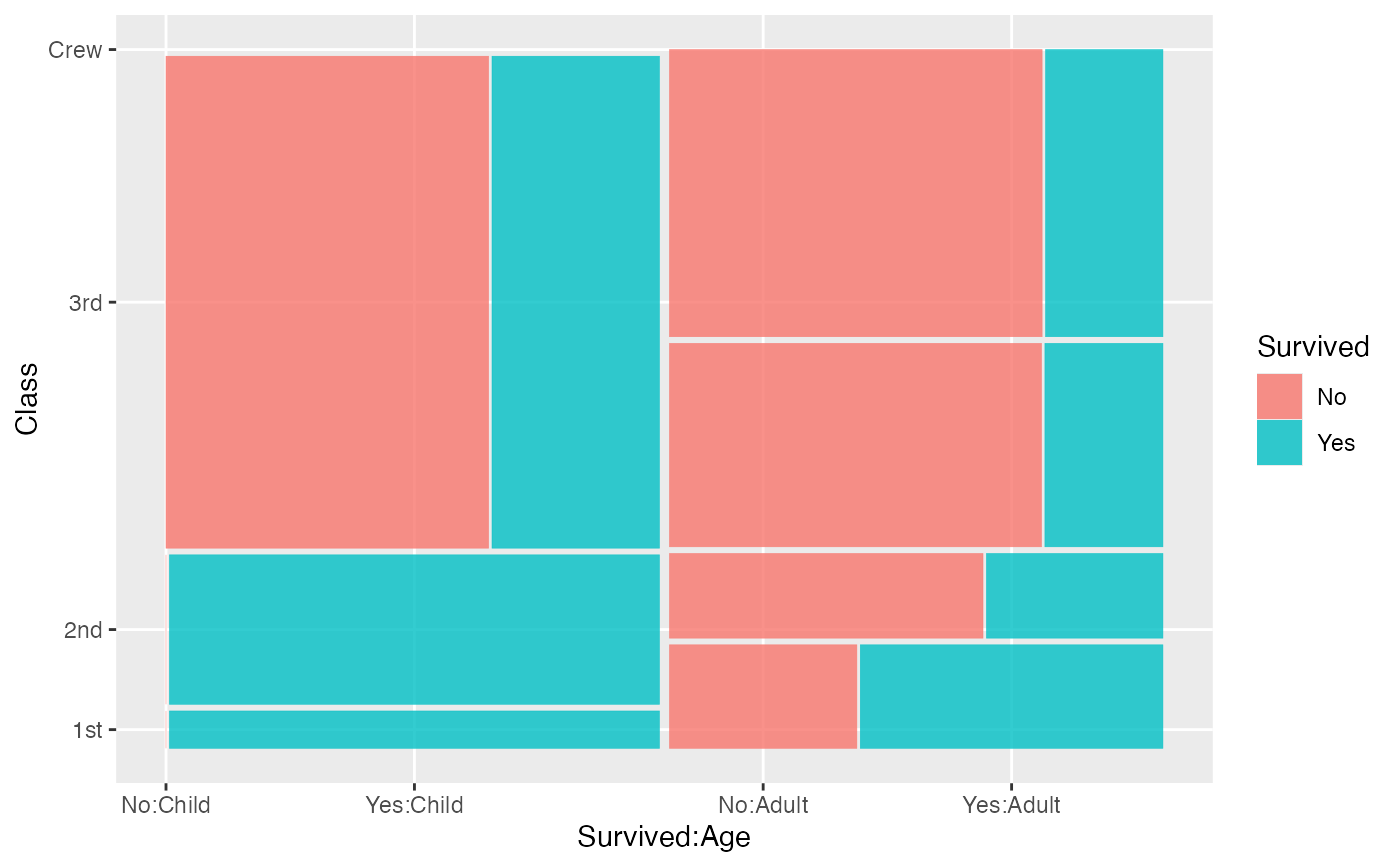 Crew
3rd
2nd
1st
Class
No:Child
Yes:Child
No:Adult
Yes:Adult
Survived:Age
Survived
No
Yes